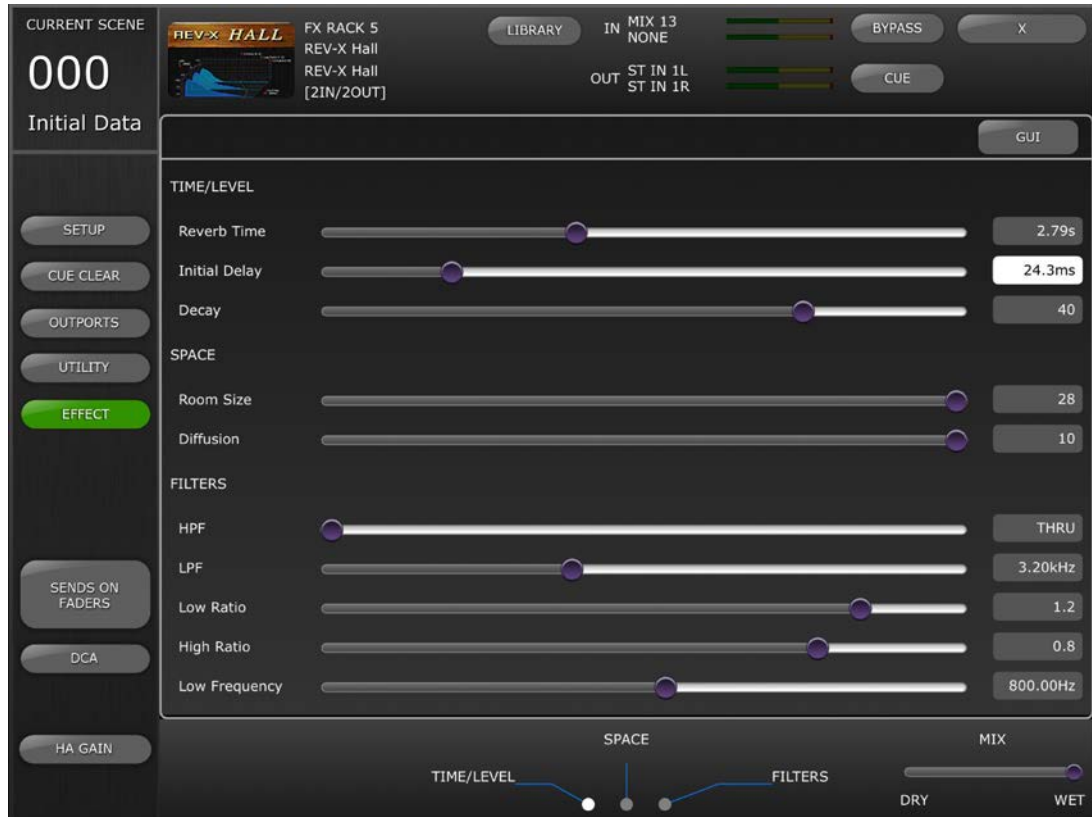 CURRENT SCENE
000
Initial Data
REV-X HALL
FX RACK 5
REV-X Hall
REV-X Hall
[2IN/2OUT]
LIBRARY
IN MIX 13
NONE
OUT ST IN 1L
ST IN 1R
BYPASS
CUE
X
GUI
SETUP
CUE CLEAR
OUTPORTS
UTILITY
EFFECT
SENDS ON
FADERS
DCA
HA GAIN
TIME/LEVEL
Reverb Time 2.79s
Initial Delay 24.3ms
Decay 40
SPACE
Room Size 28
Diffusion 10
FILTERS
HPF THRU
LPF 3.20kHz
Low Ratio 1.2
High Ratio 0.8
Low Frequency 800.00Hz
TIME/LEVEL
SPACE
FILTERS
MIX
DRY WET